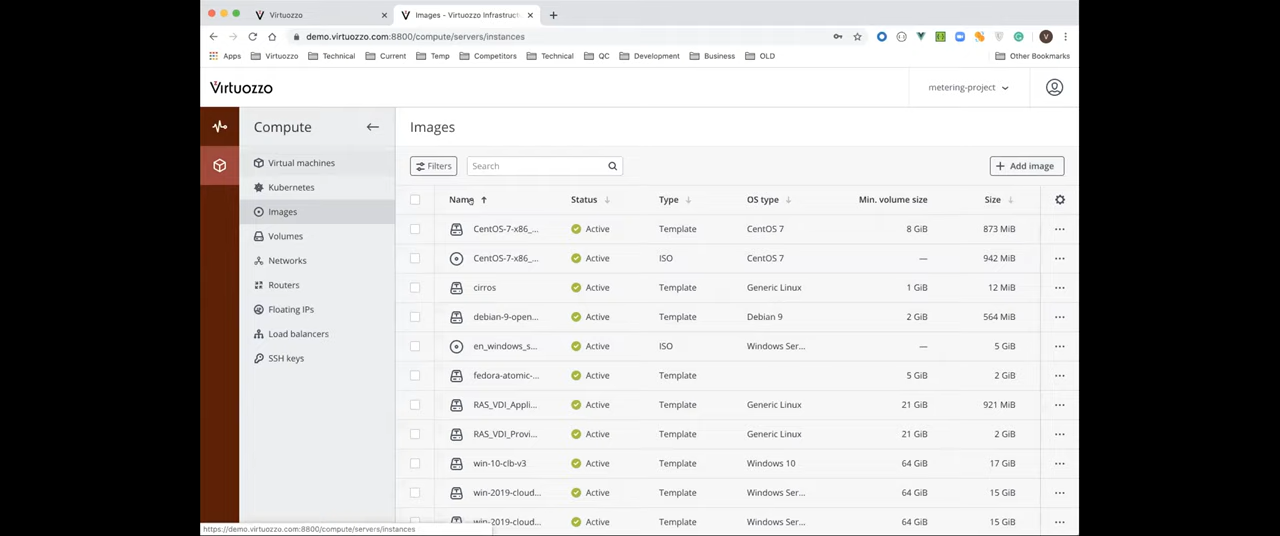 Virtuozzo
Images - Virtuozzo Infrastruct
demo.virtuozzo.com:8800/compute/servers/instances
Apps Virtuozzo Technical Current Temp Competitors Technical QC Development Business OLD Other Bookmarks
Virtuozzo
metering-project
Compute
Virtual machines
Kubernetes
Images
Volumes
Networks
Routers
Floating IPs
Load balancers
SSH keys
Images
Filters Search + Add image
Name Status Type OS type Min. volume size Size
CentOS-7-x86_... Active Template CentOS 7 8 GiB 873 MiB
CentOS-7-x86_... Active ISO CentOS 7 — 942 MiB
cirros Active Template Generic Linux 1 GiB 12 MiB
debian-9-open... Active Template Debian 9 2 GiB 564 MiB
en_windows_s... Active ISO Windows Ser... — 5 GiB
fedora-atomic-... Active Template 5 GiB 2 GiB
RAS_VDI_Appli... Active Template Generic Linux 21 GiB 921 MiB
RAS_VDI_Provi... Active Template Generic Linux 21 GiB 2 GiB
win-10-clb-v3 Active Template Windows 10 64 GiB 17 GiB
win-2019-cloud... Active Template Windows Ser... 64 GiB 15 GiB
win-2019-cloud... Active Template Windows Ser... 64 GiB 15 GiB
https://demo.virtuozzo.com:8800/compute/servers/instances